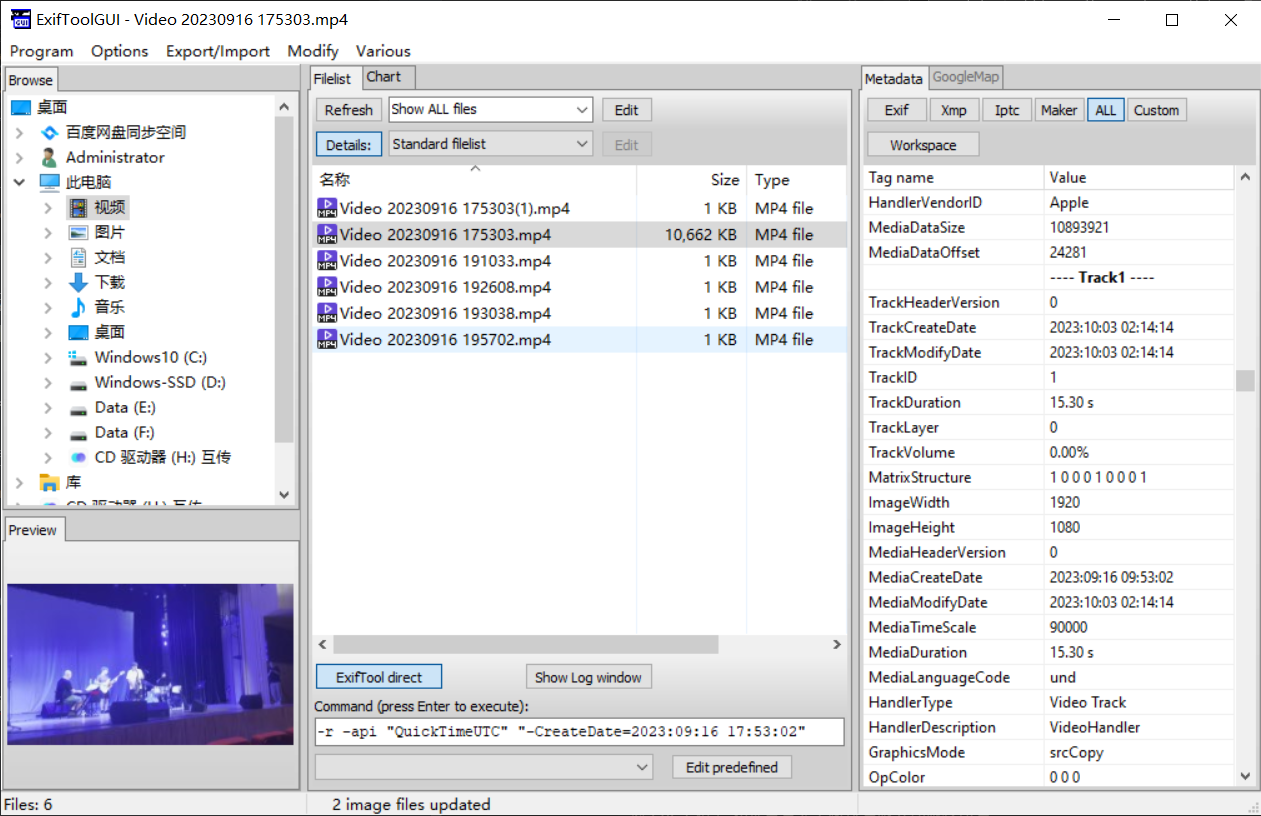 ExifToolGUI - Video 20230916 175303.mp4
Program Options Export/Import Modify Various
Browse
桌面
百度网盘同步空间
Administrator
此电脑
视频
图片
文档
下载
音乐
桌面
Windows10 (C:)
Windows-SSD (D:)
Data (E:)
Data (F:)
CD 驱动器 (H:) 互传
库
CD 驱动器 (H:) 互传
Preview
Filelist Chart
Refresh Show ALL files Edit
Details: Standard filelist Edit
名称 Size Type
Video 20230916 175303(1).mp4 1 KB MP4 file
Video 20230916 175303.mp4 10,662 KB MP4 file
Video 20230916 191033.mp4 1 KB MP4 file
Video 20230916 192608.mp4 1 KB MP4 file
Video 20230916 193038.mp4 1 KB MP4 file
Video 20230916 195702.mp4 1 KB MP4 file
ExifTool direct Show Log window
Command (press Enter to execute):
-r -api "QuickTimeUTC" "-CreateDate=2023:09:16 17:53:02"
Edit predefined
Metadata GoogleMap
Exif Xmp Iptc Maker ALL Custom
Workspace
Tag name Value
HandlerVendorID Apple
MediaDataSize 10893921
MediaDataOffset 24281
---- Track1 ----
TrackHeaderVersion 0
TrackCreateDate 2023:10:03 02:14:14
TrackModifyDate 2023:10:03 02:14:14
TrackID 1
TrackDuration 15.30 s
TrackLayer 0
TrackVolume 0.00%
MatrixStructure 1 0 0 0 1 0 0 0 1
ImageWidth 1920
ImageHeight 1080
MediaHeaderVersion 0
MediaCreateDate 2023:09:16 09:53:02
MediaModifyDate 2023:10:03 02:14:14
MediaTimeScale 90000
MediaDuration 15.30 s
MediaLanguageCode und
HandlerType Video Track
HandlerDescription VideoHandler
GraphicsMode srcCopy
OpColor 0 0 0
Files: 6 2 image files updated